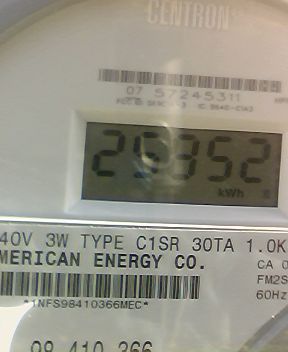 CENTRON
07 57245311
25352
kWh
40V 3W TYPE C1SR 30TA 1.0K
MERICAN ENERGY CO.
CA 0
FM2S
60Hz
*1NFS98410366MEC*
98 410 366